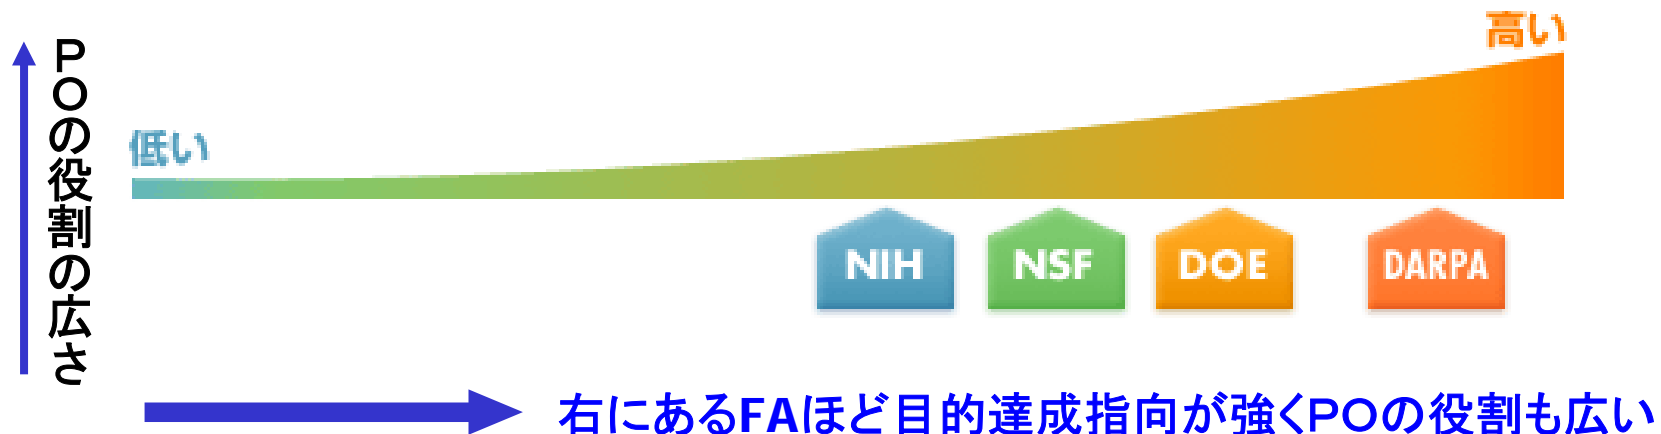 高い
POの役割の広さ
低い
NIH
NSF
DOE
DARPA
右にあるFAほど目的達成指向が強くPOの役割も広い